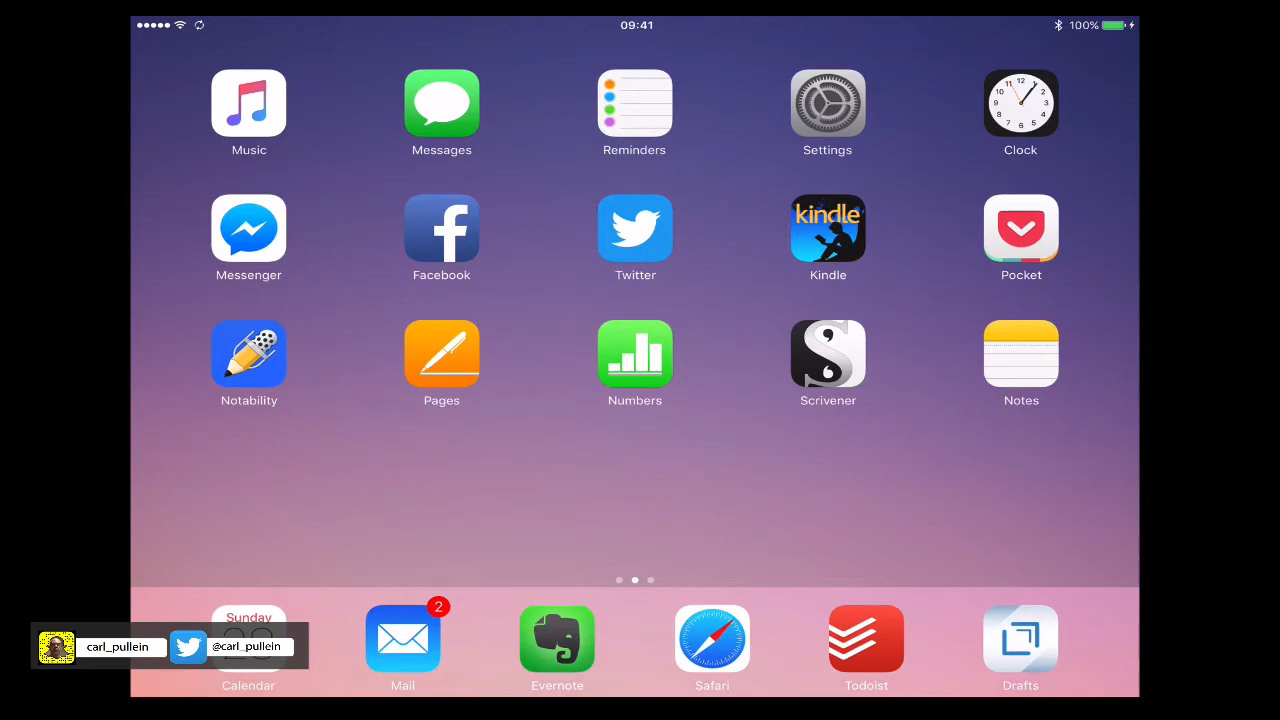 09:41
100%
Music
Messages
Reminders
Settings
Clock
kindle
Messenger
Facebook
Twitter
Kindle
Pocket
Notability
Pages
Numbers
Scrivener
Notes
Sunday
2
carl_pullein
@carl_pullein
Calendar
Mail
Evernote
Safari
Todoist
Drafts